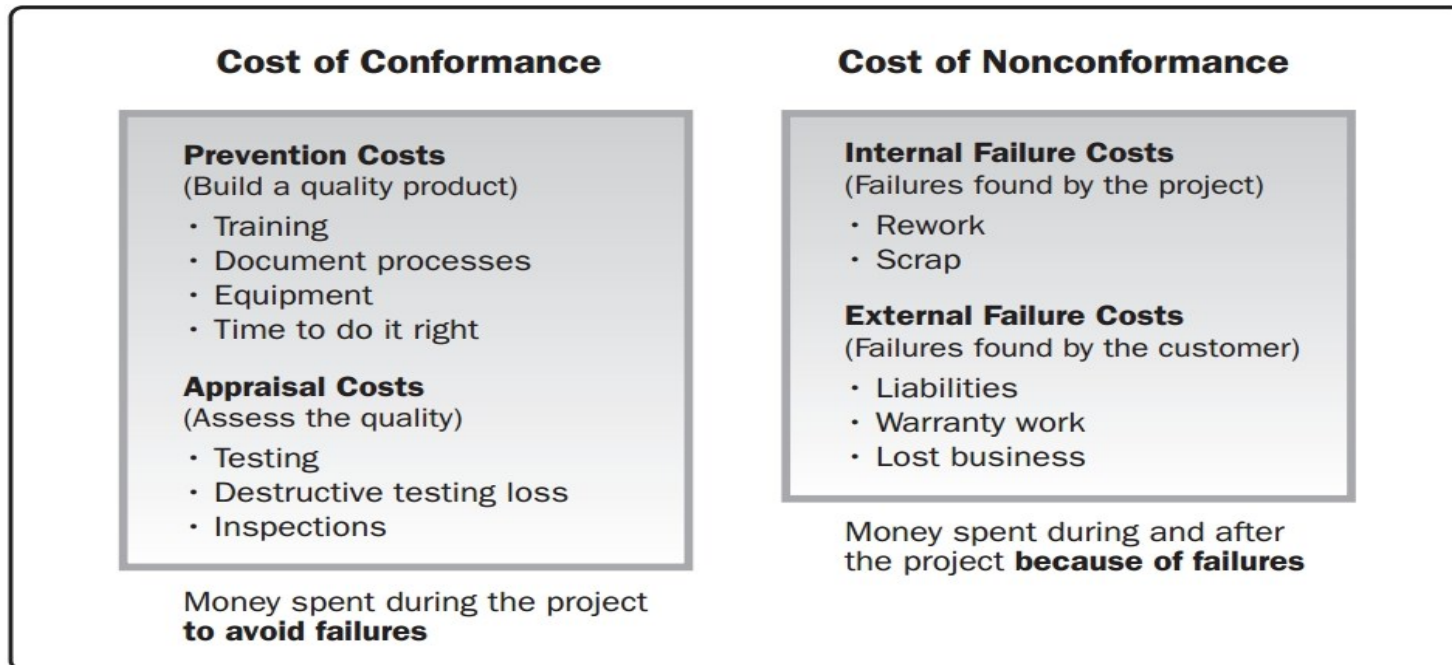 Cost of Conformance
Prevention Costs
(Build a quality product)
· Training
· Document processes
· Equipment
· Time to do it right
Appraisal Costs
(Assess the quality)
· Testing
· Destructive testing loss
· Inspections
Money spent during the project
to avoid failures
Cost of Nonconformance
Internal Failure Costs
(Failures found by the project)
· Rework
· Scrap
External Failure Costs
(Failures found by the customer)
· Liabilities
· Warranty work
· Lost business
Money spent during and after
the project because of failures